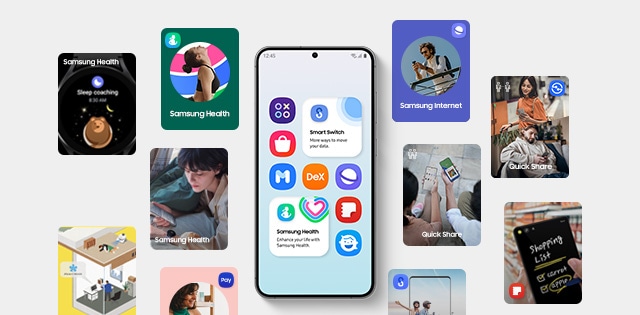 Samsung Health
Sleep coaching
8:30 AM
Samsung Health
Samsung Health
Pay
12:45
Smart Switch
More ways to move
your data.
DeX
Samsung Health
Enhance your life with
Samsung Health.
Samsung Internet
Quick Share
Quick Share
Shopping
List
carrot
apple